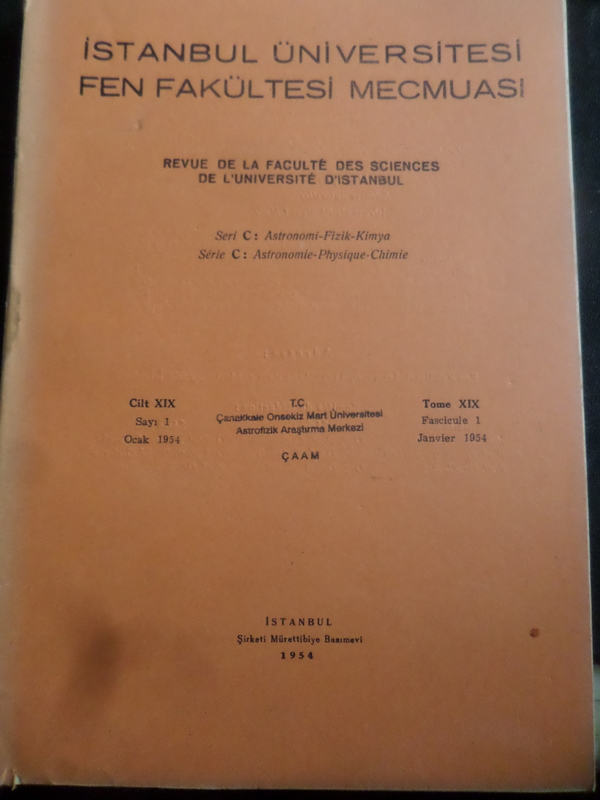 İSTANBUL ÜNİVERSİTESİ
FEN FAKÜLTESİ MECMUASI
REVUE DE LA FACULTÉ DES SCIENCES
DE L'UNIVERSITÉ D'ISTANBUL
Seri C: Astronomi-Fizik-Kimya
Série C: Astronomie-Physique-Chimie
Cilt XIX
Sayı 1
Ocak 1954
T.C.
Çanakkale Onsekiz Mart Üniversitesi
Astrofizik Araştırma Merkezi
ÇAAM
Tome XIX
Fascicule 1
Janvier 1954
İSTANBUL
Şirketi Mürettibiye Basımevi
1954